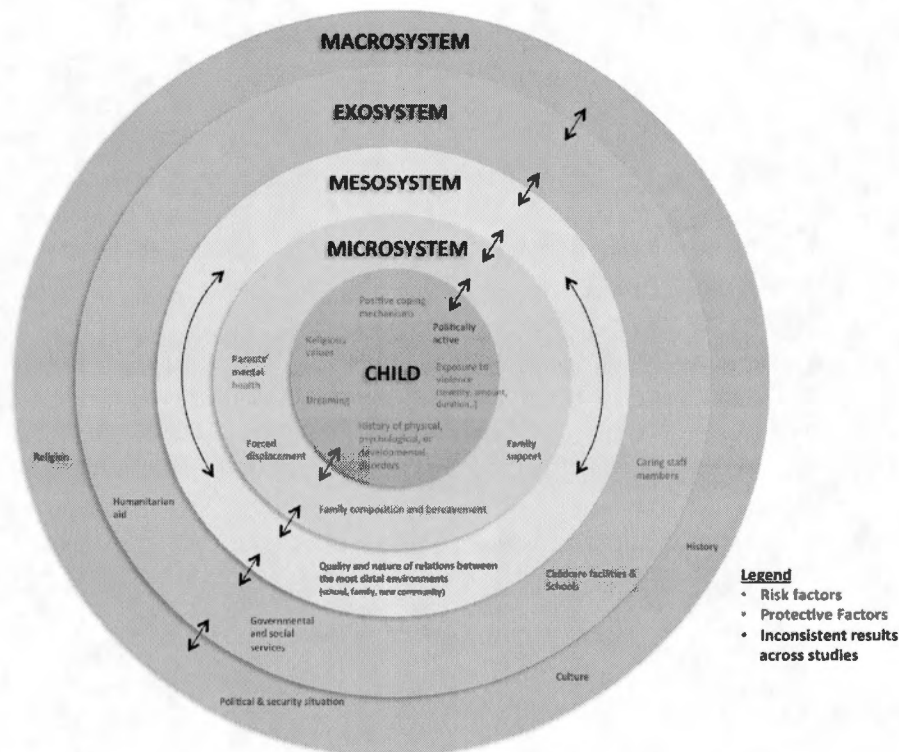 MACROSYSTEM
EXOSYSTEM
MESOSYSTEM
MICROSYSTEM
Positive coping
mechanisms
Politically
active
Religious
values
Parents'
mental
health
CHILD
Exposure to
violence
(severity, amount,
duration..)
Dreaming
History of physical,
psychological, or
developmental
disorders
Forced
displacement
Family
support
Religion
Caring staff
members
Humanitarian
aid
Family composition and bereavement
History
Quality and nature of relations between
the most distal environments
(school, family, new community)
Childcare facilities &
Schools
Governmental
and social
services
Culture
Political & security situation
Legend
• Risk factors
• Protective Factors
• Inconsistent results
across studies